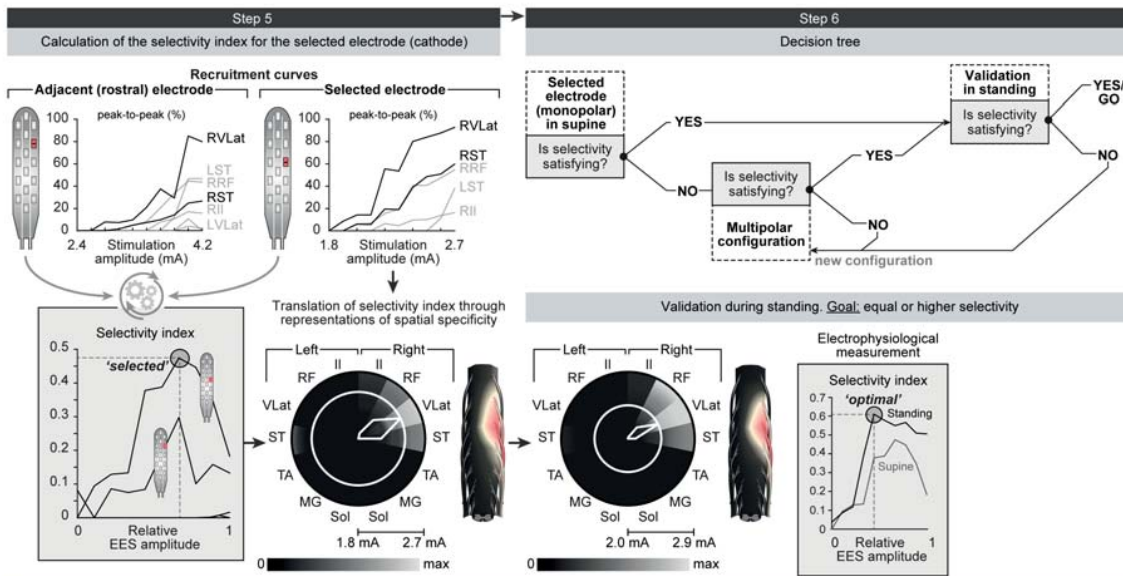 Step 5
Calculation of the selectivity index for the selected electrode (cathode)
Recruitment curves
Adjacent (rostral) electrode
Selected electrode
peak-to-peak (%)
100
80
60
40
20
0
RVLat
LST
RRF
RST
RII
LVLat
2.4
Stimulation
amplitude (mA)
4.2
peak-to-peak (%)
100
80
60
40
20
0
RVLat
RST
RRF
LST
RII
1.8
Stimulation
amplitude (mA)
2.7
Selectivity index
0.5
0.4
0.3
0.2
0.1
0
'selected'
0
Relative
EES amplitude
1
Translation of selectivity index through
representations of spatial specificity
Left
Right
II
II
RF
RF
VLat
VLat
ST
ST
TA
TA
MG
MG
Sol
Sol
1.8 mA
2.7 mA
0
max
Step 6
Decision tree
Selected
electrode
(monopolar)
in supine
Is selectivity
satisfying?
YES
NO
Is selectivity
satisfying?
Multipolar
configuration
YES
NO
new configuration
Validation
in standing
Is selectivity
satisfying?
YES/
GO
NO
Validation during standing. Goal: equal or higher selectivity
Left
Right
II
II
RF
RF
VLat
VLat
ST
ST
TA
TA
MG
MG
Sol
Sol
2.0 mA
2.9 mA
0
max
Electrophysiological
measurement
Selectivity index
'optimal'
0.7
0.6
0.5
0.4
0.3
0.2
0.1
0
Standing
Supine
0
Relative
EES amplitude
1